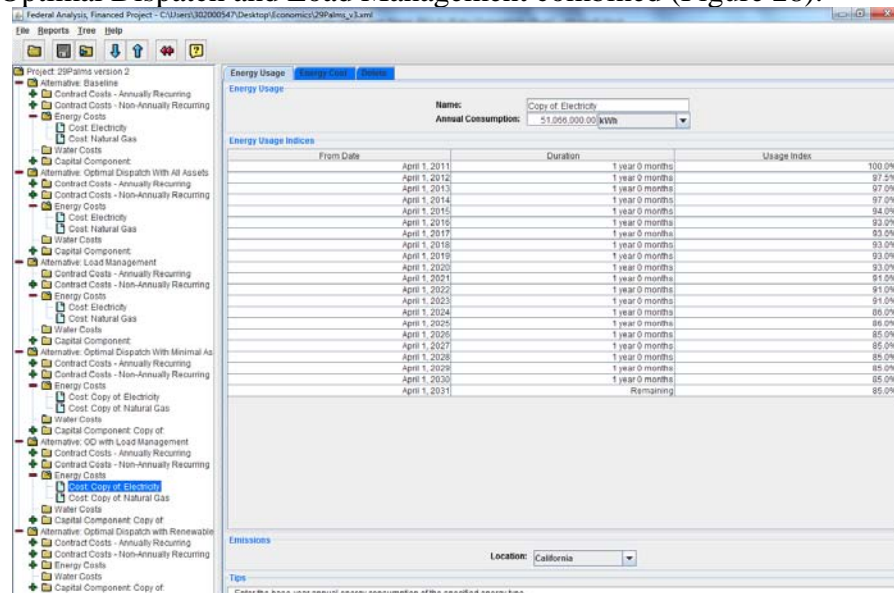 Optimal Dispatch and Load Management combined (Figure 28).
Federal Analysis, Financed Project - C:\Users\302000547\Desktop\Economics\29Palms_v3.xml
File Reports Tree Help
Project: 29Palms version 2
Alternative: Baseline
Contract Costs - Annually Recurring
Contract Costs - Non-Annually Recurring
Energy Costs
Cost: Electricity
Cost: Natural Gas
Water Costs
Capital Component:
Alternative: Optimal Dispatch With All Assets
Contract Costs - Annually Recurring
Contract Costs - Non-Annually Recurring
Energy Costs
Cost: Electricity
Cost: Natural Gas
Water Costs
Capital Component:
Alternative: Load Management
Contract Costs - Annually Recurring
Contract Costs - Non-Annually Recurring
Energy Costs
Cost: Electricity
Cost: Natural Gas
Water Costs
Capital Component:
Alternative: Optimal Dispatch With Minimal As
Contract Costs - Annually Recurring
Contract Costs - Non-Annually Recurring
Energy Costs
Cost: Copy of: Electricity
Cost: Copy of: Natural Gas
Water Costs
Capital Component: Copy of:
Alternative: OD with Load Management
Contract Costs - Annually Recurring
Contract Costs - Non-Annually Recurring
Energy Costs
Cost: Copy of: Electricity
Cost: Copy of: Natural Gas
Water Costs
Capital Component: Copy of:
Alternative: Optimal Dispatch with Renewable
Contract Costs - Annually Recurring
Contract Costs - Non-Annually Recurring
Energy Costs
Water Costs
Capital Component: Copy of:
Energy Usage Energy Cost Delete
Energy Usage
Name: Copy of: Electricity
Annual Consumption: 51,066,000.00 kWh
Energy Usage Indices
From Date Duration Usage Index
April 1, 2011 1 year 0 months 100.0%
April 1, 2012 1 year 0 months 97.5%
April 1, 2013 1 year 0 months 97.0%
April 1, 2014 1 year 0 months 97.0%
April 1, 2015 1 year 0 months 94.0%
April 1, 2016 1 year 0 months 93.0%
April 1, 2017 1 year 0 months 93.0%
April 1, 2018 1 year 0 months 93.0%
April 1, 2019 1 year 0 months 93.0%
April 1, 2020 1 year 0 months 93.0%
April 1, 2021 1 year 0 months 91.0%
April 1, 2022 1 year 0 months 91.0%
April 1, 2023 1 year 0 months 91.0%
April 1, 2024 1 year 0 months 86.0%
April 1, 2025 1 year 0 months 86.0%
April 1, 2026 1 year 0 months 85.0%
April 1, 2027 1 year 0 months 85.0%
April 1, 2028 1 year 0 months 85.0%
April 1, 2029 1 year 0 months 85.0%
April 1, 2030 1 year 0 months 85.0%
April 1, 2031 Remaining 85.0%
Emissions
Location: California
Tips
Enter the base year annual energy consumption of the specified energy type